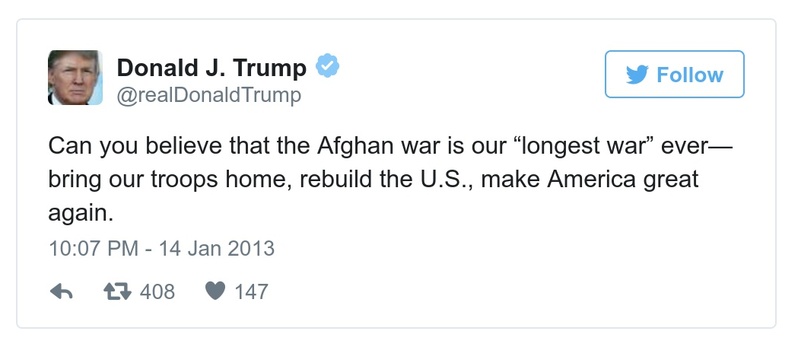 Donald J. Trump
@realDonaldTrump
Follow
Can you believe that the Afghan war is our “longest war” ever—
bring our troops home, rebuild the U.S., make America great
again.
10:07 PM - 14 Jan 2013
408 147